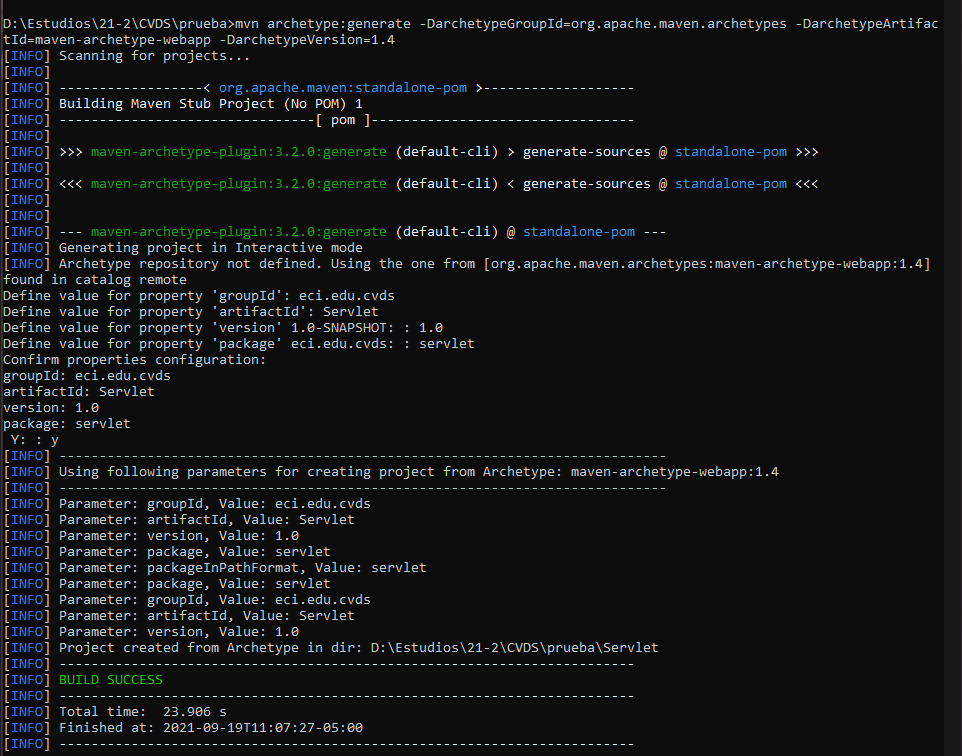 D:\Estudios\21-2\CVDS\prueba>mvn archetype:generate -DarchetypeGroupId=org.apache.maven.archetypes -DarchetypeArtifac
tId=maven-archetype-webapp -DarchetypeVersion=1.4
[INFO] Scanning for projects...
[INFO]
[INFO] ------------------< org.apache.maven:standalone-pom >-------------------
[INFO] Building Maven Stub Project (No POM) 1
[INFO] --------------------------------[ pom ]---------------------------------
[INFO]
[INFO] >>> maven-archetype-plugin:3.2.0:generate (default-cli) > generate-sources @ standalone-pom >>>
[INFO]
[INFO] <<< maven-archetype-plugin:3.2.0:generate (default-cli) < generate-sources @ standalone-pom <<<
[INFO]
[INFO]
[INFO] --- maven-archetype-plugin:3.2.0:generate (default-cli) @ standalone-pom ---
[INFO] Generating project in Interactive mode
[INFO] Archetype repository not defined. Using the one from [org.apache.maven.archetypes:maven-archetype-webapp:1.4]
found in catalog remote
Define value for property 'groupId': eci.edu.cvds
Define value for property 'artifactId': Servlet
Define value for property 'version' 1.0-SNAPSHOT: : 1.0
Define value for property 'package' eci.edu.cvds: : servlet
Confirm properties configuration:
groupId: eci.edu.cvds
artifactId: Servlet
version: 1.0
package: servlet
 Y: : y
[INFO] ----------------------------------------------------------------------------
[INFO] Using following parameters for creating project from Archetype: maven-archetype-webapp:1.4
[INFO] ----------------------------------------------------------------------------
[INFO] Parameter: groupId, Value: eci.edu.cvds
[INFO] Parameter: artifactId, Value: Servlet
[INFO] Parameter: version, Value: 1.0
[INFO] Parameter: package, Value: servlet
[INFO] Parameter: packageInPathFormat, Value: servlet
[INFO] Parameter: package, Value: servlet
[INFO] Parameter: groupId, Value: eci.edu.cvds
[INFO] Parameter: artifactId, Value: Servlet
[INFO] Parameter: version, Value: 1.0
[INFO] Project created from Archetype in dir: D:\Estudios\21-2\CVDS\prueba\Servlet
[INFO] ------------------------------------------------------------------------
[INFO] BUILD SUCCESS
[INFO] ------------------------------------------------------------------------
[INFO] Total time:  23.906 s
[INFO] Finished at: 2021-09-19T11:07:27-05:00
[INFO] ------------------------------------------------------------------------